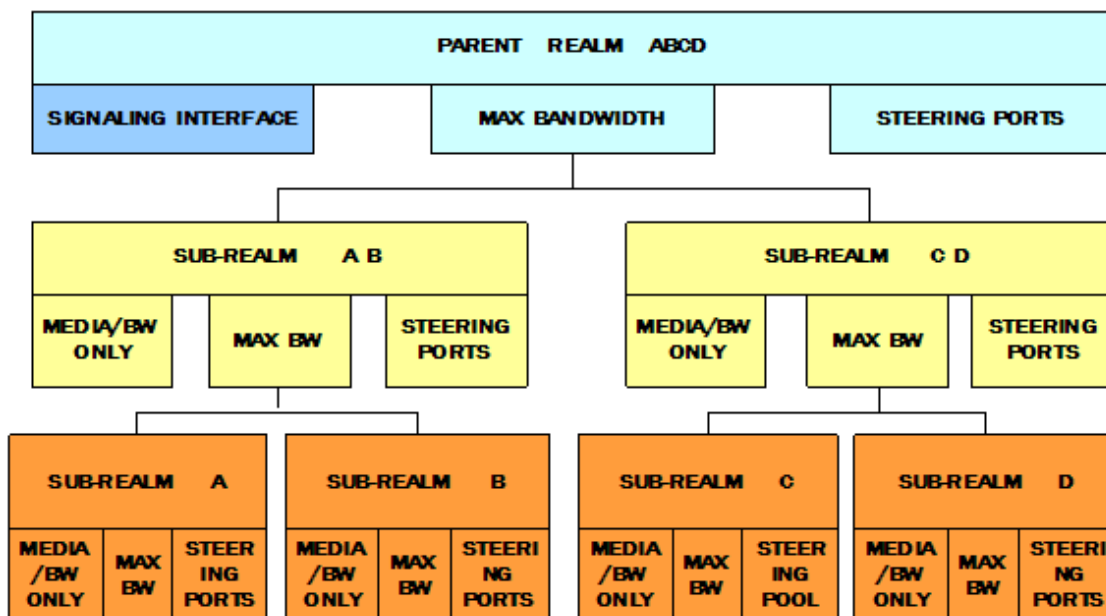 PARENT REALM ABCD
SIGNALING INTERFACE
MAX BANDWIDTH
STEERING PORTS
SUB-REALM A B
SUB-REALM C D
MEDIA/BW
ONLY
MAX BW
STEERING
PORTS
MEDIA/BW
ONLY
MAX BW
STEERING
PORTS
SUB-REALM A
SUB-REALM B
SUB-REALM C
SUB-REALM D
MEDIA
/BW
ONLY
MAX
BW
STEER
ING
PORTS
MEDIA
/BW
ONLY
MAX
BW
STEERI
NG
PORTS
MEDIA
/BW
ONLY
MAX
BW
STEER
ING
POOL
MEDIA
/BW
ONLY
MAX
BW
STEERI
NG
PORTS